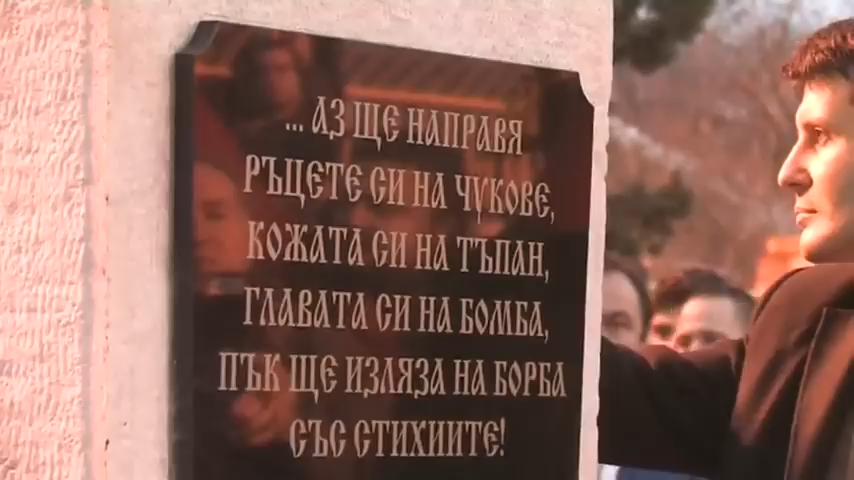 ... АЗ ЩЕ НАПРАВЯ
РЪЦЕТЕ СИ НА ЧУКОВЕ,
КОЖАТА СИ НА ТЪПАН,
ГЛАВАТА СИ НА БОМБА,
ПЪК ЩЕ ИЗЛЯЗА НА БОРБА
СЪС СТИХИИТЕ!